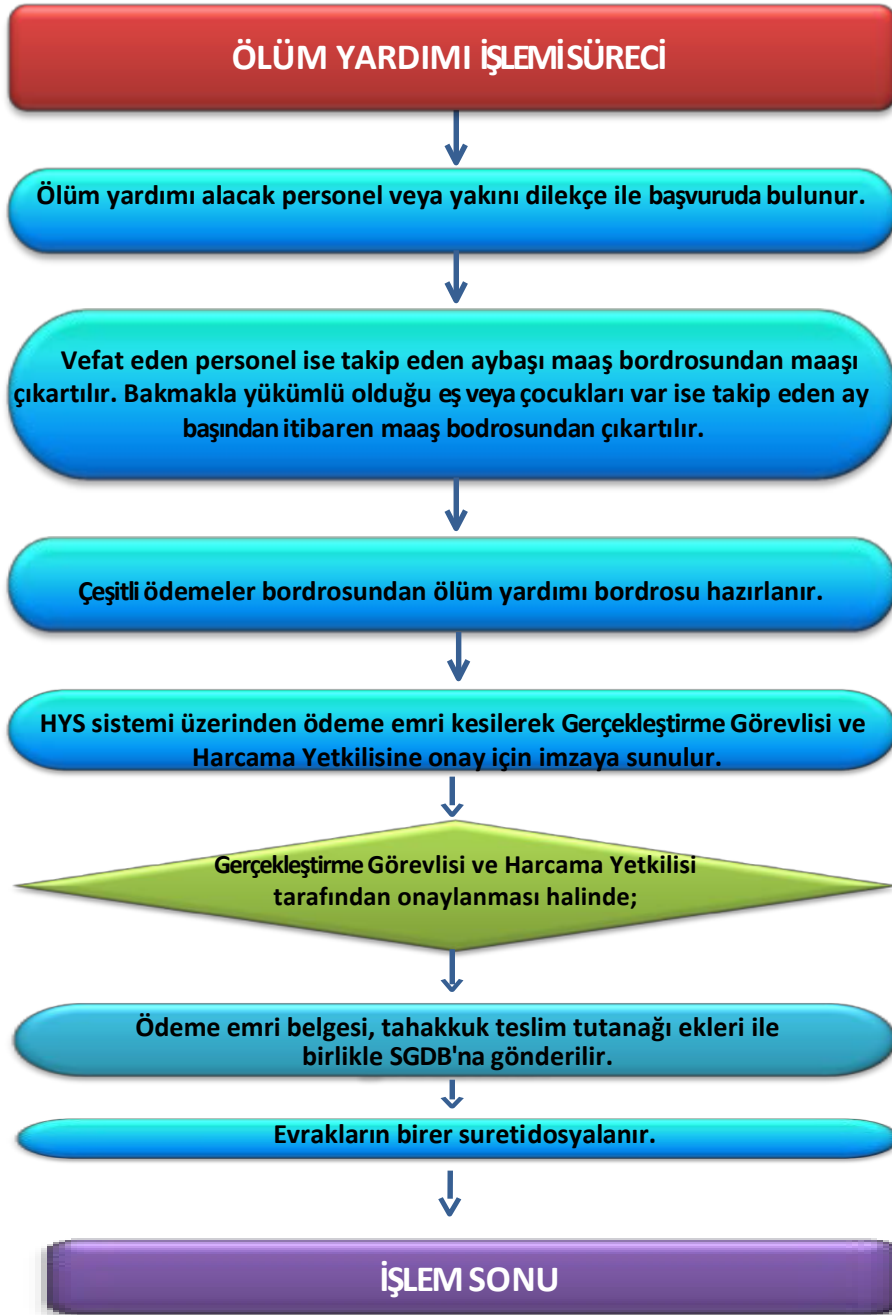 ÖLÜM YARDIMI İŞLEMİ SÜRECİ
Ölüm yardımı alacak personel veya yakını dilekçe ile başvuruda bulunur.
Vefat eden personel ise takip eden aybaşı maaş bordrosundan maaşı
çıkartılır. Bakmakla yükümlü olduğu eş veya çocukları var ise takip eden ay
başından itibaren maaş bodrosundan çıkartılır.
Çeşitli ödemeler bordrosundan ölüm yardımı bordrosu hazırlanır.
HYS sistemi üzerinden ödeme emri kesilerek Gerçekleştirme Görevlisi ve
Harcama Yetkilisine onay için imzaya sunulur.
Gerçekleştirme Görevlisi ve Harcama Yetkilisi
tarafından onaylanması halinde;
Ödeme emri belgesi, tahakkuk teslim tutanağı ekleri ile
birlikte SGDB'na gönderilir.
Evrakların birer suretidosyalanır.
İŞLEM SONU